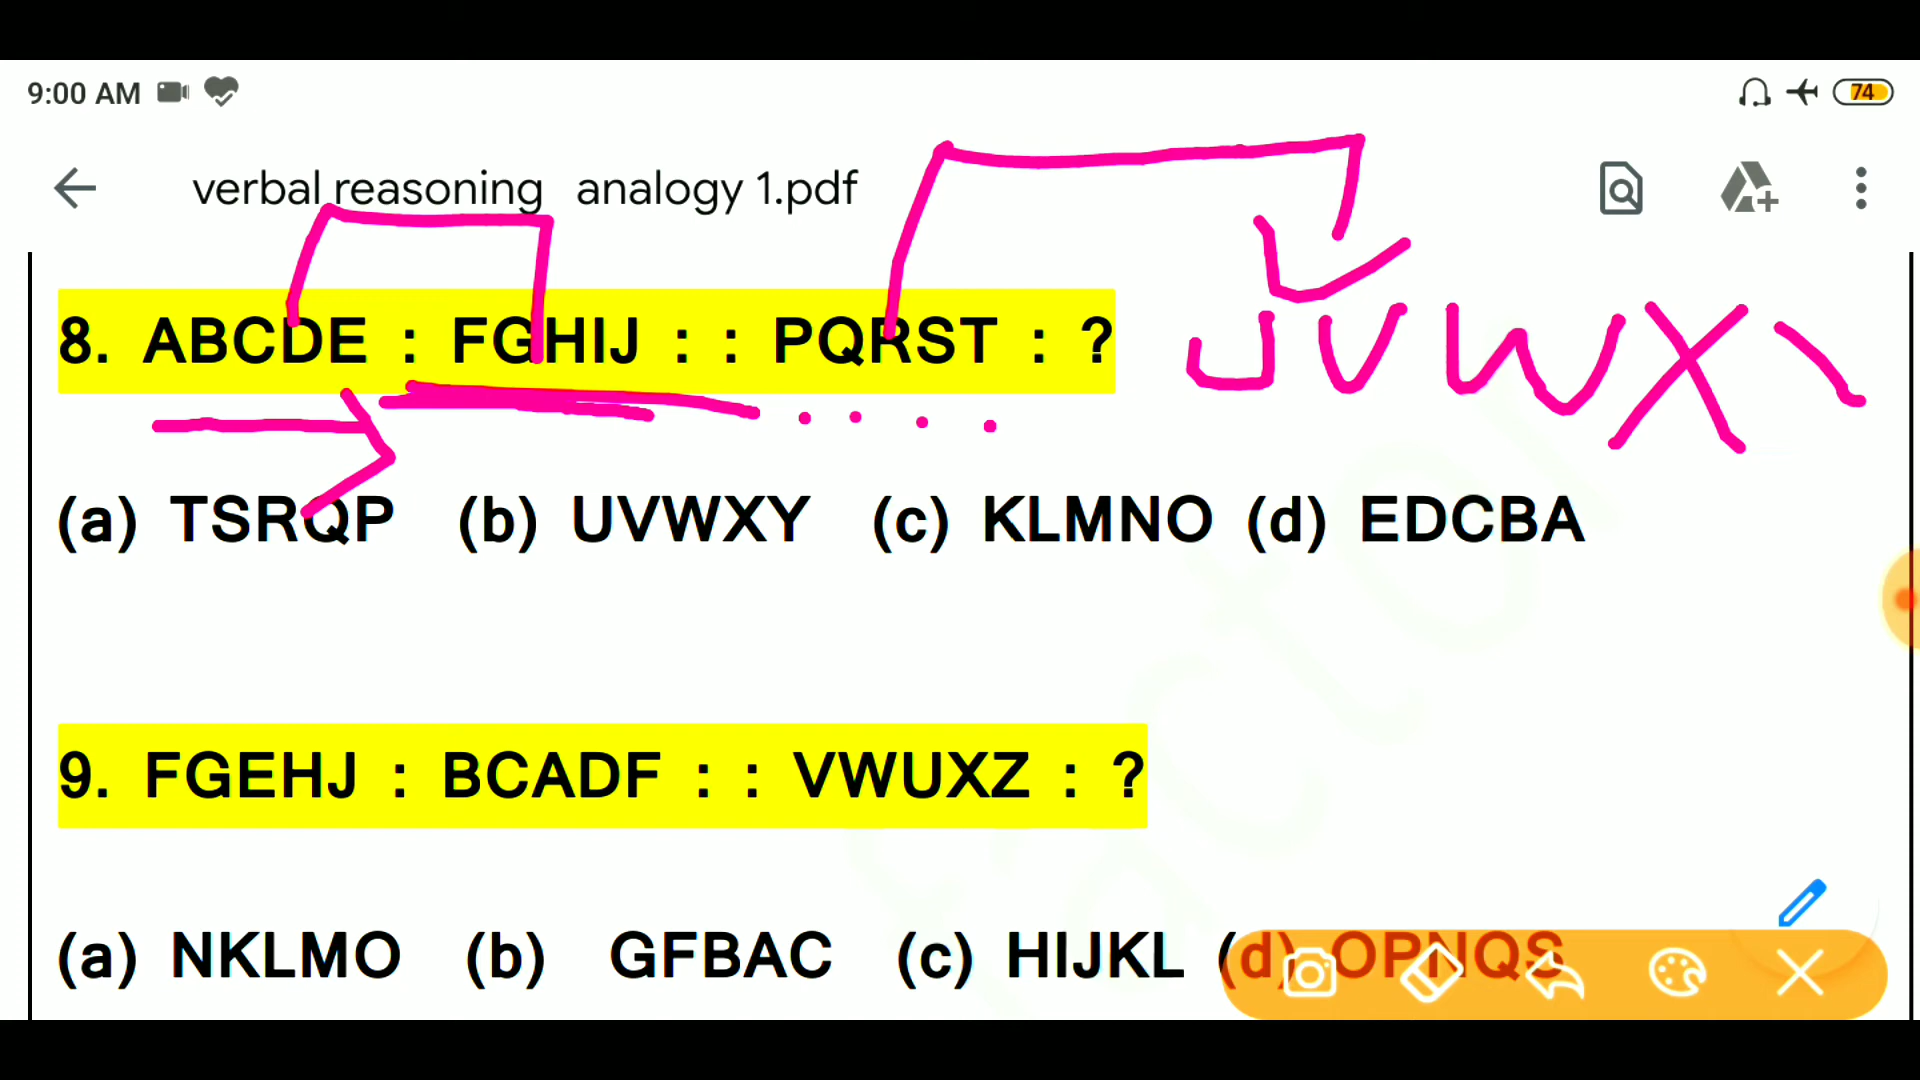 9:00 AM 74
verbal reasoning analogy 1.pdf
8. ABCDE : FGHIJ : : PQRST : ? UVWX
(a) TSRQP (b) UVWXY (c) KLMNO (d) EDCBA
9. FGEHJ : BCADF : : VWUXZ : ?
(a) NKLMO (b) GFBAC (c) HIJKL (d) OPNQS